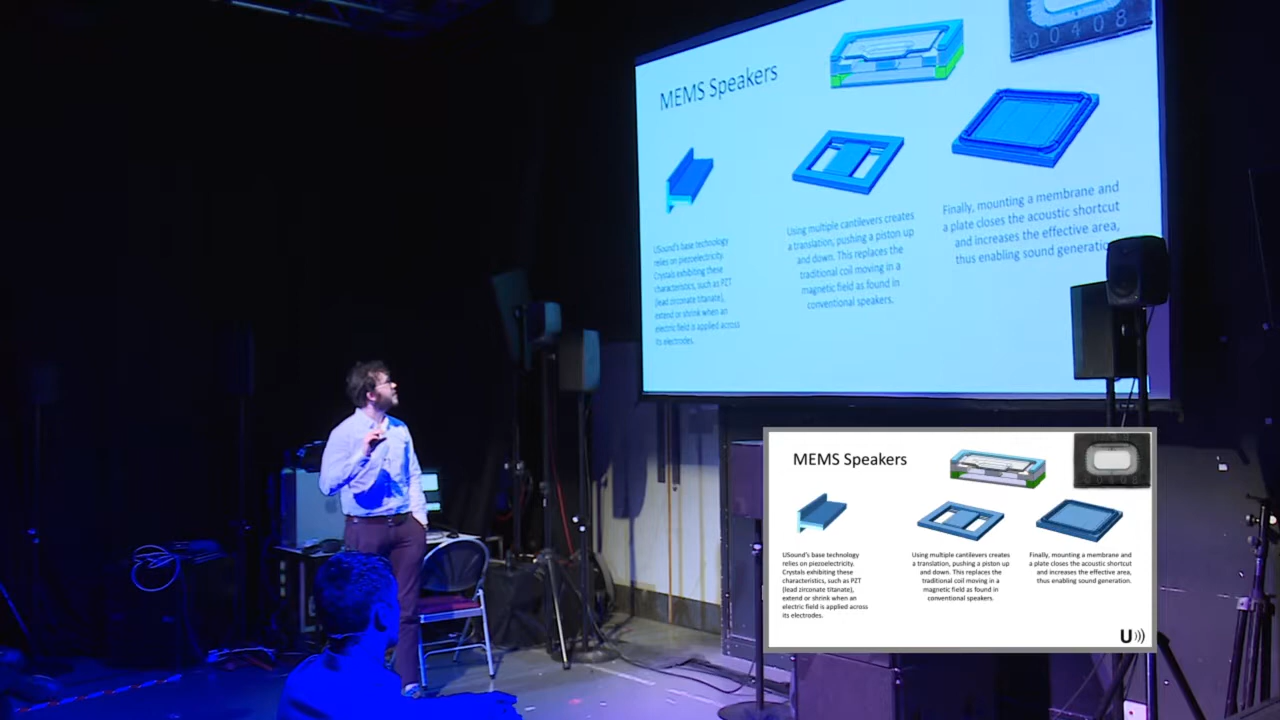 MEMS Speakers
00408
USound's base technology
relies on piezoelectricity.
Crystals exhibiting these
characteristics, such as PZT
(lead zirconate titanate),
extend or shrink when an
electric field is applied across
its electrodes.
Using multiple cantilevers creates
a translation, pushing a piston up
and down. This replaces the
traditional coil moving in a
magnetic field as found in
conventional speakers.
Finally, mounting a membrane and
a plate closes the acoustic shortcut
and increases the effective area,
thus enabling sound generation
MEMS Speakers
USound's base technology
relies on piezoelectricity.
Crystals exhibiting these
characteristics, such as PZT
(lead zirconate titanate),
extend or shrink when an
electric field is applied across
its electrodes.
Using multiple cantilevers creates
a translation, pushing a piston up
and down. This replaces the
traditional coil moving in a
magnetic field as found in
conventional speakers.
Finally, mounting a membrane and
a plate closes the acoustic shortcut
and increases the effective area,
thus enabling sound generation.
U